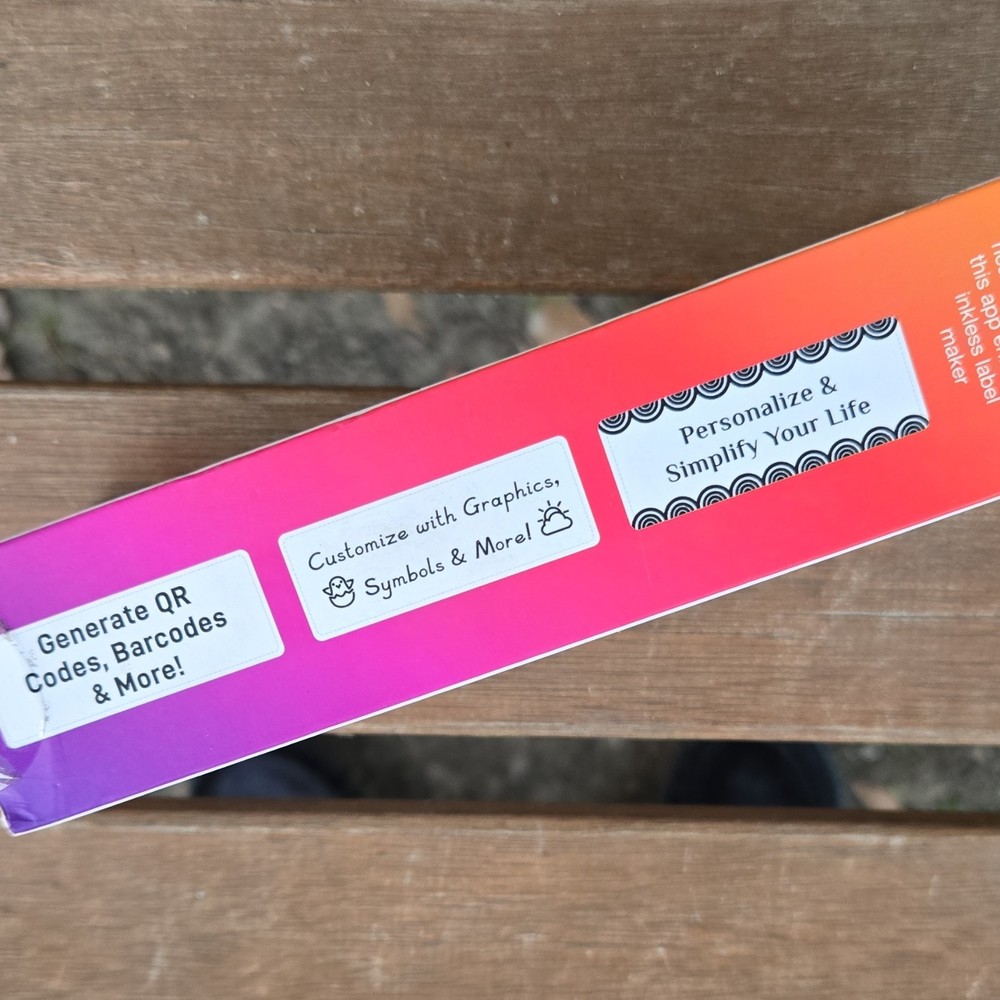 Generate QR
Codes, Barcodes
& More!
Customize with Graphics,
Symbols & More!
Personalize &
Simplify Your Life
this app
inkless label
maker